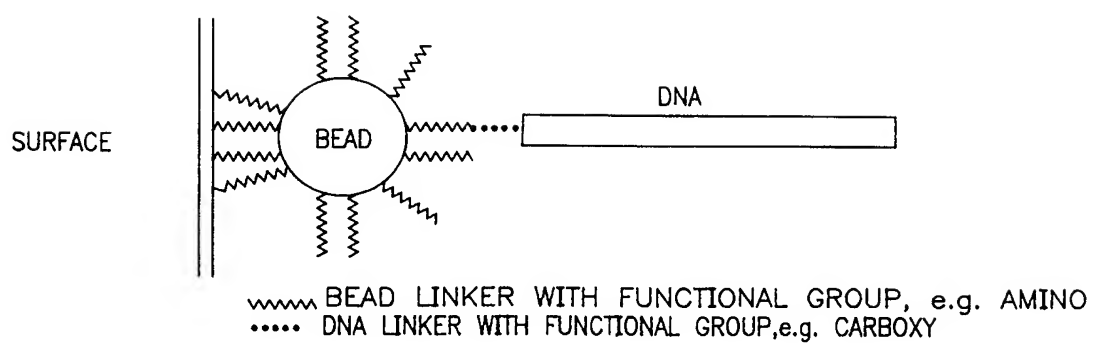 DNA
SURFACE
BEAD
BEAD LINKER WITH FUNCTIONAL GROUP, e.g. AMINO
DNA LINKER WITH FUNCTIONAL GROUP,e.g. CARBOXY